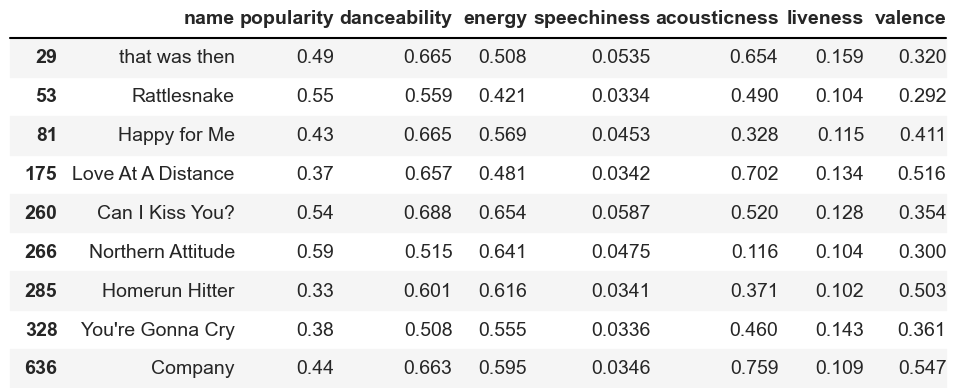 name popularity danceability energy speechiness acousticness liveness valence
29 that was then 0.49 0.665 0.508 0.0535 0.654 0.159 0.320
53 Rattlesnake 0.55 0.559 0.421 0.0334 0.490 0.104 0.292
81 Happy for Me 0.43 0.665 0.569 0.0453 0.328 0.115 0.411
175 Love At A Distance 0.37 0.657 0.481 0.0342 0.702 0.134 0.516
260 Can I Kiss You? 0.54 0.688 0.654 0.0587 0.520 0.128 0.354
266 Northern Attitude 0.59 0.515 0.641 0.0475 0.116 0.104 0.300
285 Homerun Hitter 0.33 0.601 0.616 0.0341 0.371 0.102 0.503
328 You're Gonna Cry 0.38 0.508 0.555 0.0336 0.460 0.143 0.361
636 Company 0.44 0.663 0.595 0.0346 0.759 0.109 0.547